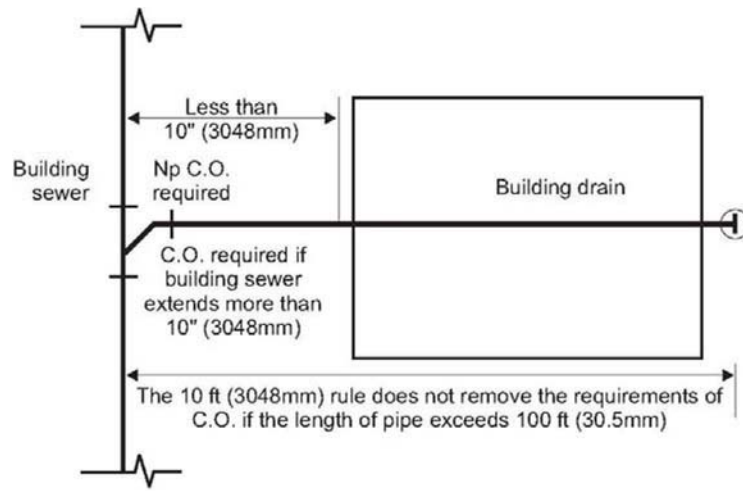 Less than
10" (3048mm)
Building
sewer
Np C.O.
required
Building drain
C.O. required if
building sewer
extends more than
10" (3048mm)
The 10 ft (3048mm) rule does not remove the requirements of
C.O. if the length of pipe exceeds 100 ft (30.5mm)